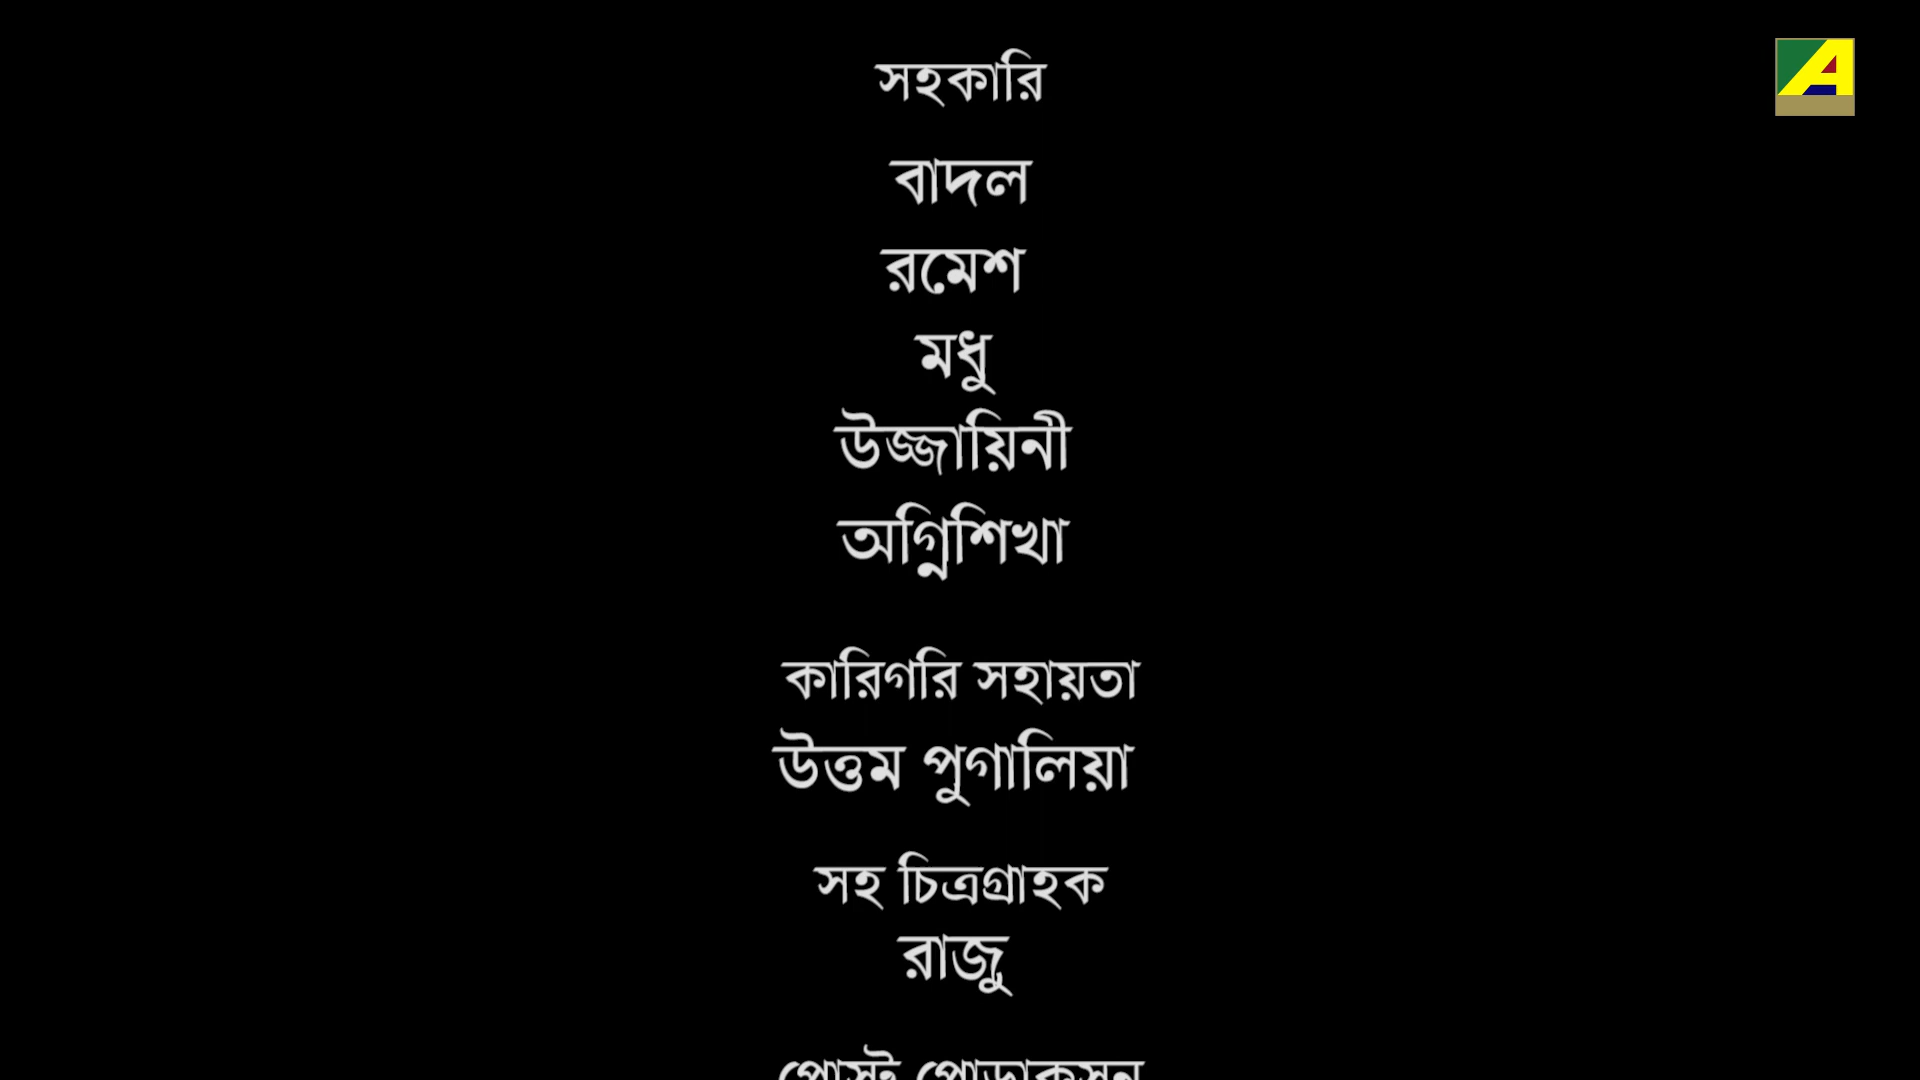 সহকারি
বাদল
রমেশ
মধু
উজ্জায়িনী
অগ্নিশিখা
কারিগরি সহায়তা
উত্তম পুগালিয়া
সহ চিত্রগ্রাহক
রাজু
পোস্ট